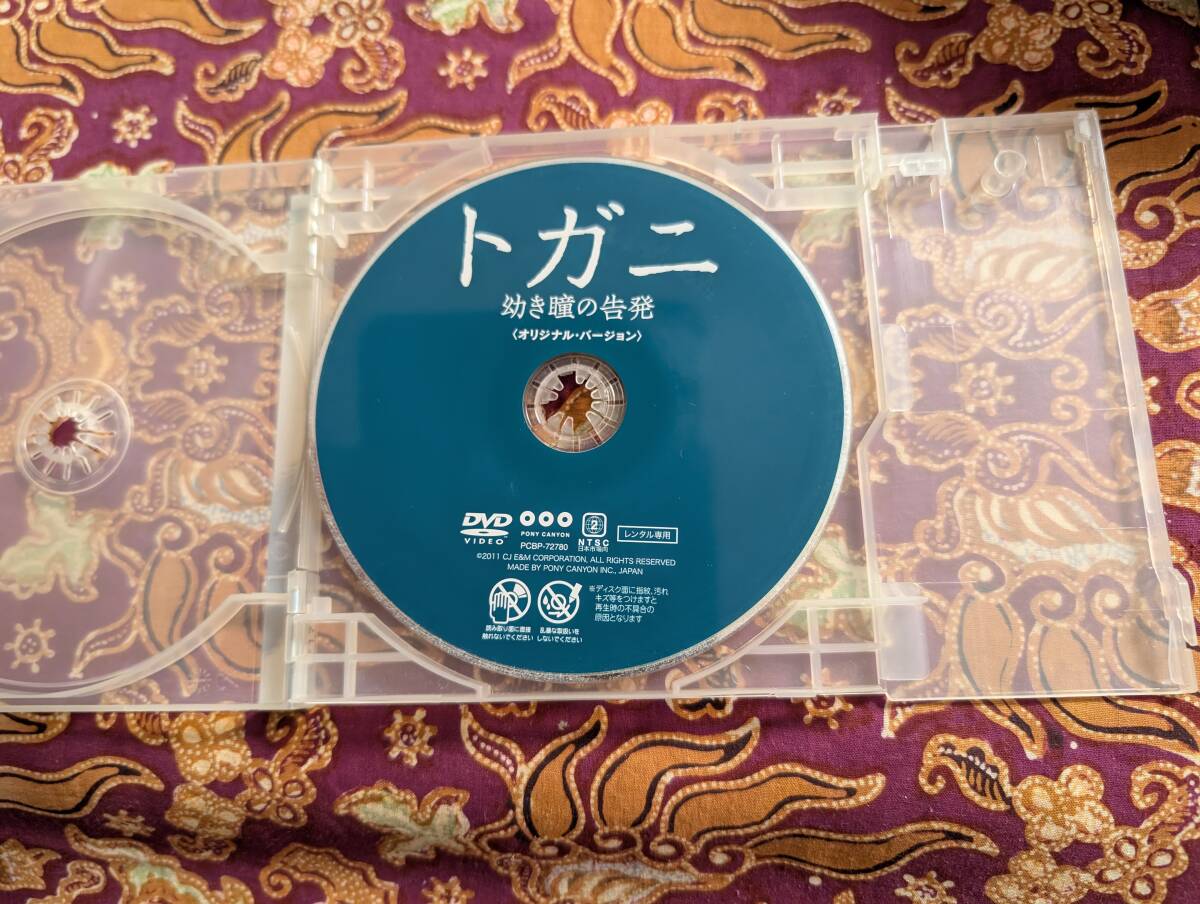 トガニ
幼き瞳の告発
〈オリジナル・バージョン〉
DVD
VIDEO
PONY CANYON
2
NTSC
日本市場向
レンタル専用
PCBP-72780
©2011 CJ E&M CORPORATION, ALL RIGHTS RESERVED
MADE BY PONY CANYON INC., JAPAN
読み取り面に直接
触れないでください
乱暴な取扱いを
しないでください
※ディスク面に指紋、汚れ
キズ等をつけますと
再生時の不具合の
原因となります